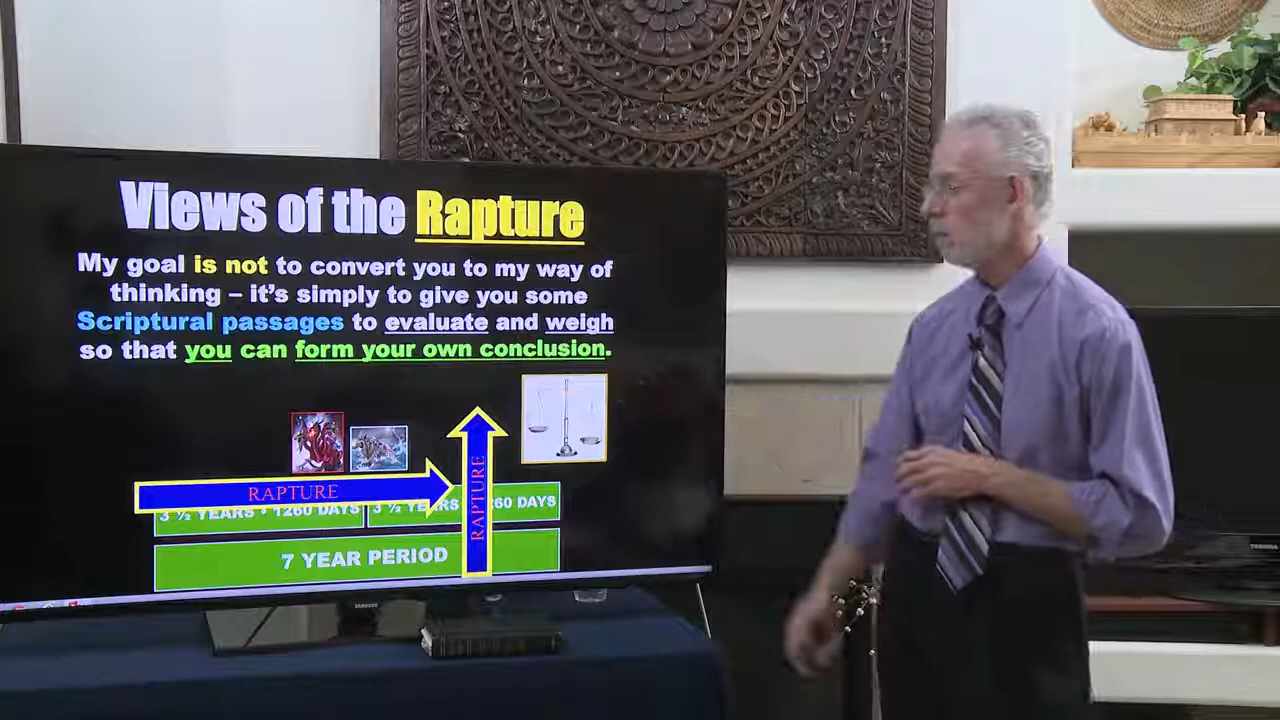 Views of the Rapture
My goal is not to convert you to my way of
thinking – it's simply to give you some
Scriptural passages to evaluate and weigh
so that you can form your own conclusion.
RAPTURE
RAPTURE
3 ½ YEARS • 1260 DAYS
3 ½ YEARS 260 DAYS
7 YEAR PERIOD
SAMSUNG
TOSHIBA